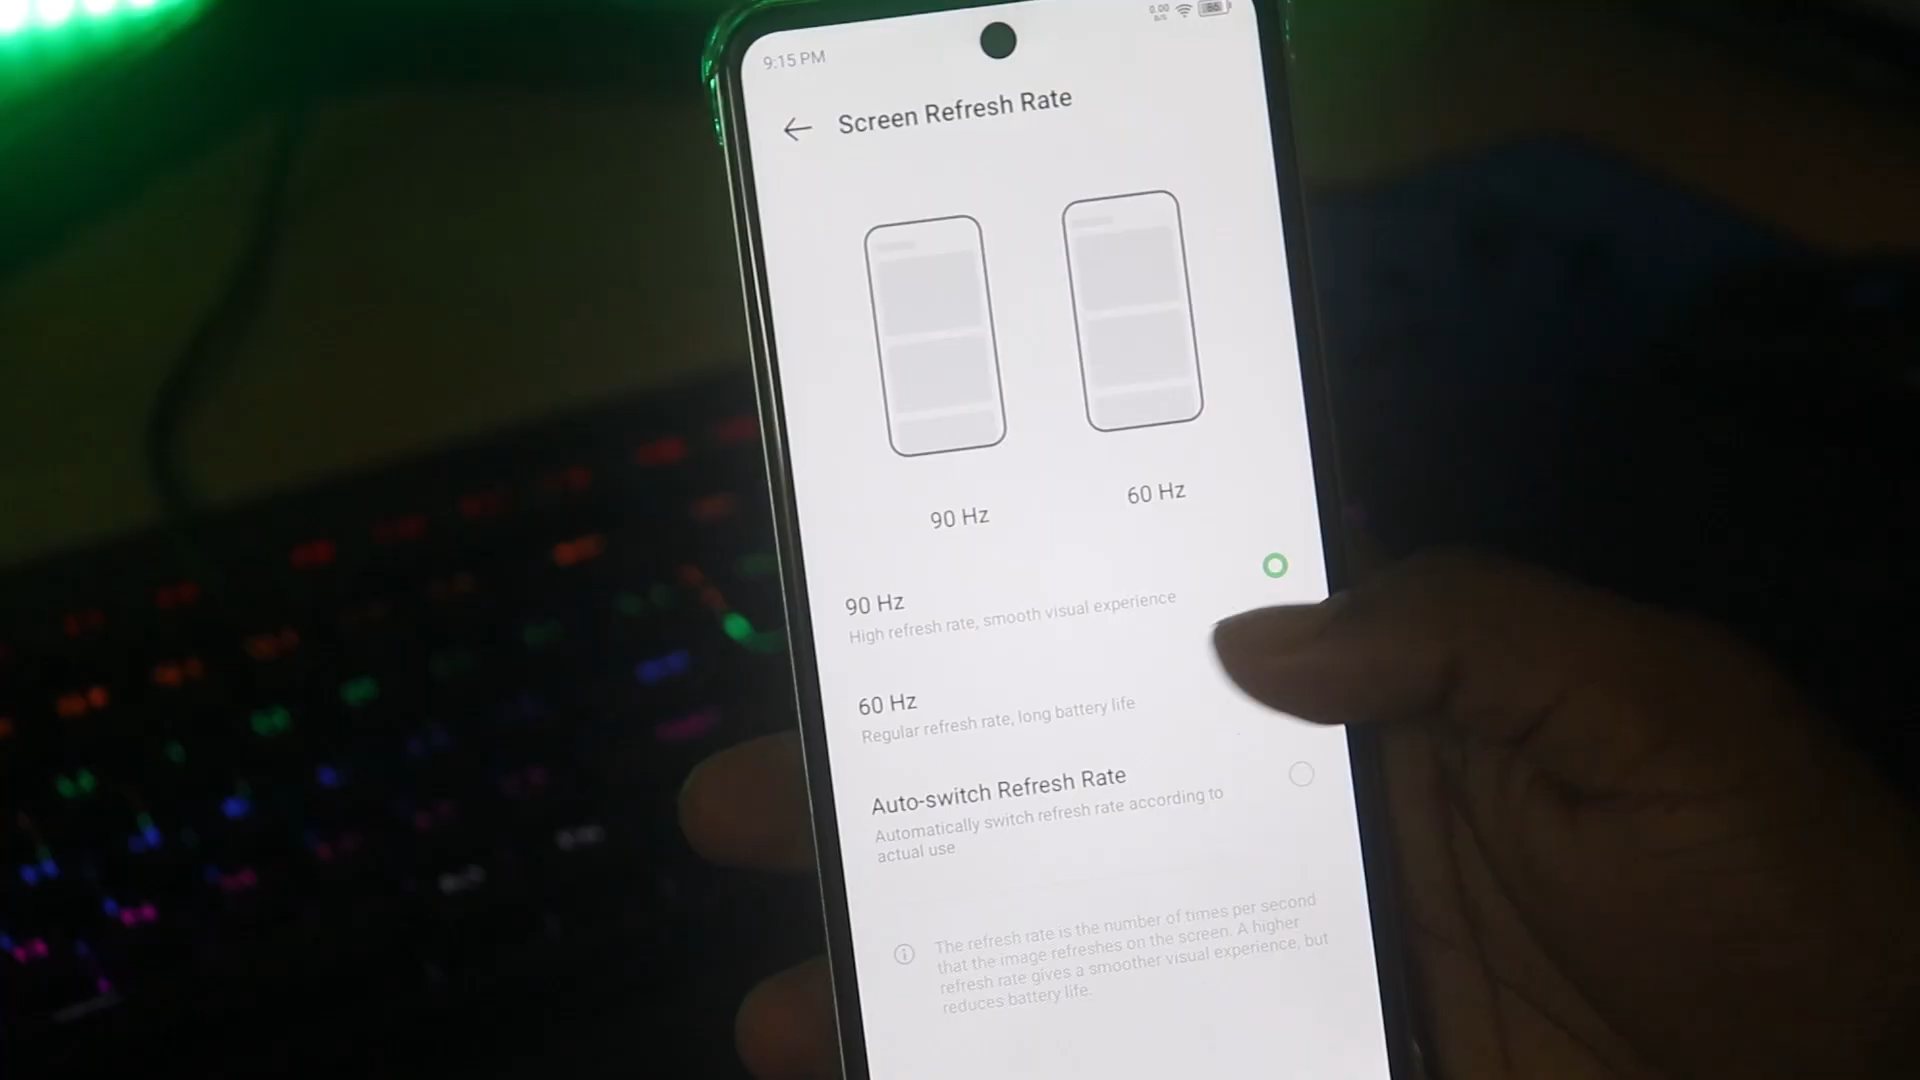 0.00
B/S
86
9:15 PM
Screen Refresh Rate
90 Hz
60 Hz
90 Hz
High refresh rate, smooth visual experience
60 Hz
Regular refresh rate, long battery life
Auto-switch Refresh Rate
Automatically switch refresh rate according to
actual use
The refresh rate is the number of times per second
that the image refreshes on the screen. A higher
refresh rate gives a smoother visual experience, but
reduces battery life.